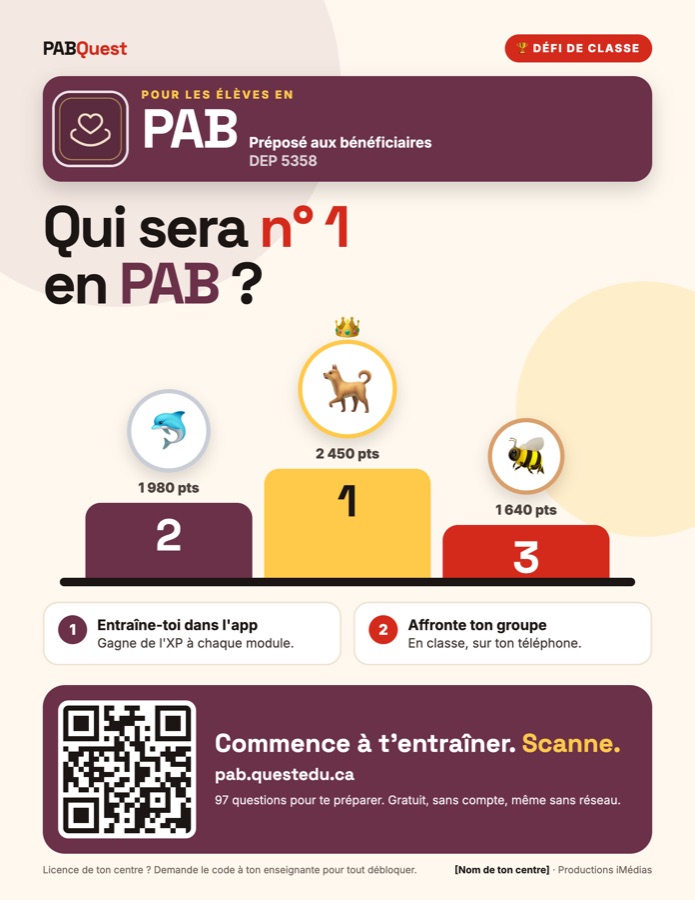 PABQuest
🏆 DÉFI DE CLASSE
POUR LES ÉLÈVES EN
PAB
Préposé aux bénéficiaires
DEP 5358
Qui sera n° 1
en PAB ?
2 450 pts
1 980 pts
1 640 pts
1
2
3
1
Entraîne-toi dans l'app
Gagne de l'XP à chaque module.
2
Affronte ton groupe
En classe, sur ton téléphone.
Commence à t'entraîner. Scanne.
pab.questedu.ca
97 questions pour te préparer. Gratuit, sans compte, même sans réseau.
Licence de ton centre ? Demande le code à ton enseignante pour tout débloquer.
[Nom de ton centre] · Productions iMédias